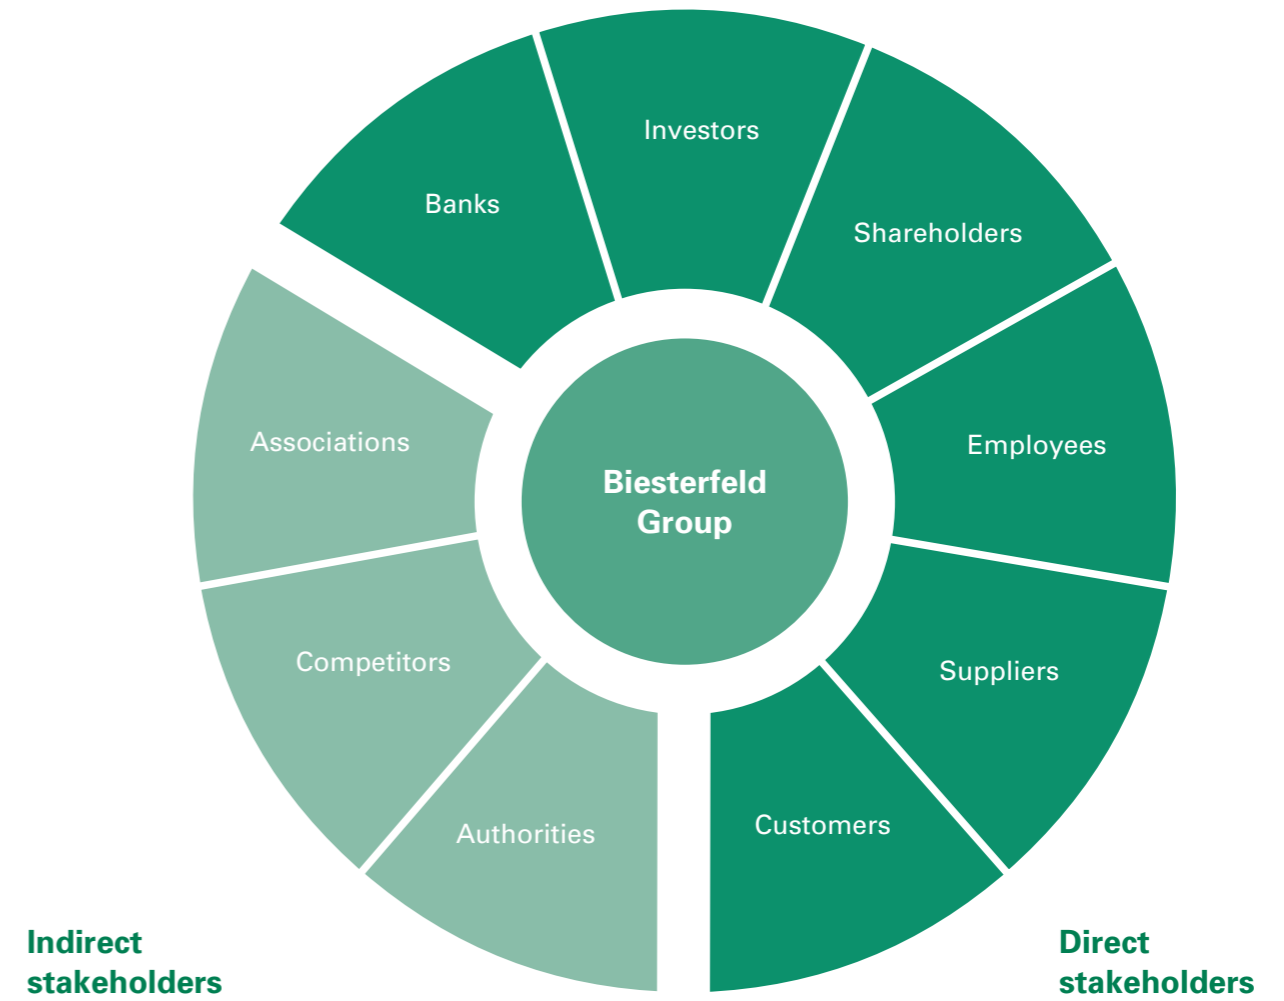 Investors
Banks
Shareholders
Associations
Employees
Biesterfeld
Group
Competitors
Suppliers
Authorities
Customers
Indirect
stakeholders
Direct
stakeholders